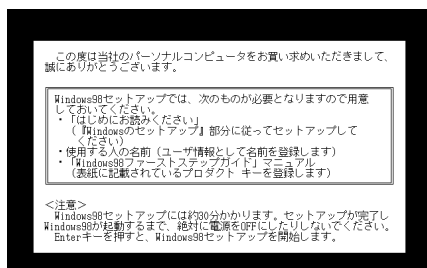 この度は当社のパーソナルコンピュータをお買い求めいただきまして、
誠にありがとうございます。
Windows98セットアップでは、次のものが必要となりますので用意
しておいてください。
・「はじめにお読みください」
（『Windowsのセットアップ』部分に従ってセットアップして
ください）
・使用する人の名前（ユーザ情報として名前を登録します）
・「Windows98ファーストステップガイド」マニュアル
（表紙に記載されているプロダクト キーを登録します）
＜注意＞
Windows98セットアップには約30分かかります。セットアップが完了し
Windows98が起動するまで、絶対に電源をOFFにしたりしないでください。
Enterキーを押すと、Windows98セットアップを開始します。